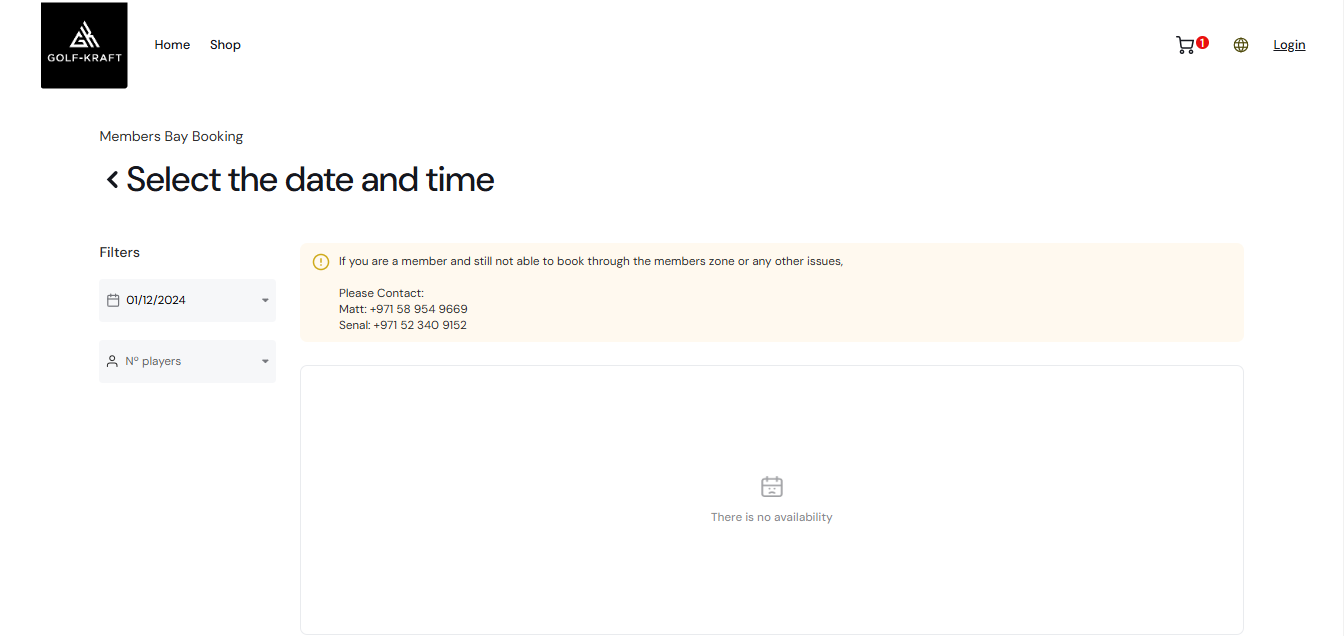 GOLF-KRAFT
Home
Shop
1
Login
Members Bay Booking
Select the date and time
Filters
01/12/2024
Nº players
If you are a member and still not able to book through the members zone or any other issues,
Please Contact:
Matt: +971 58 954 9669
Senal: +971 52 340 9152
There is no availability